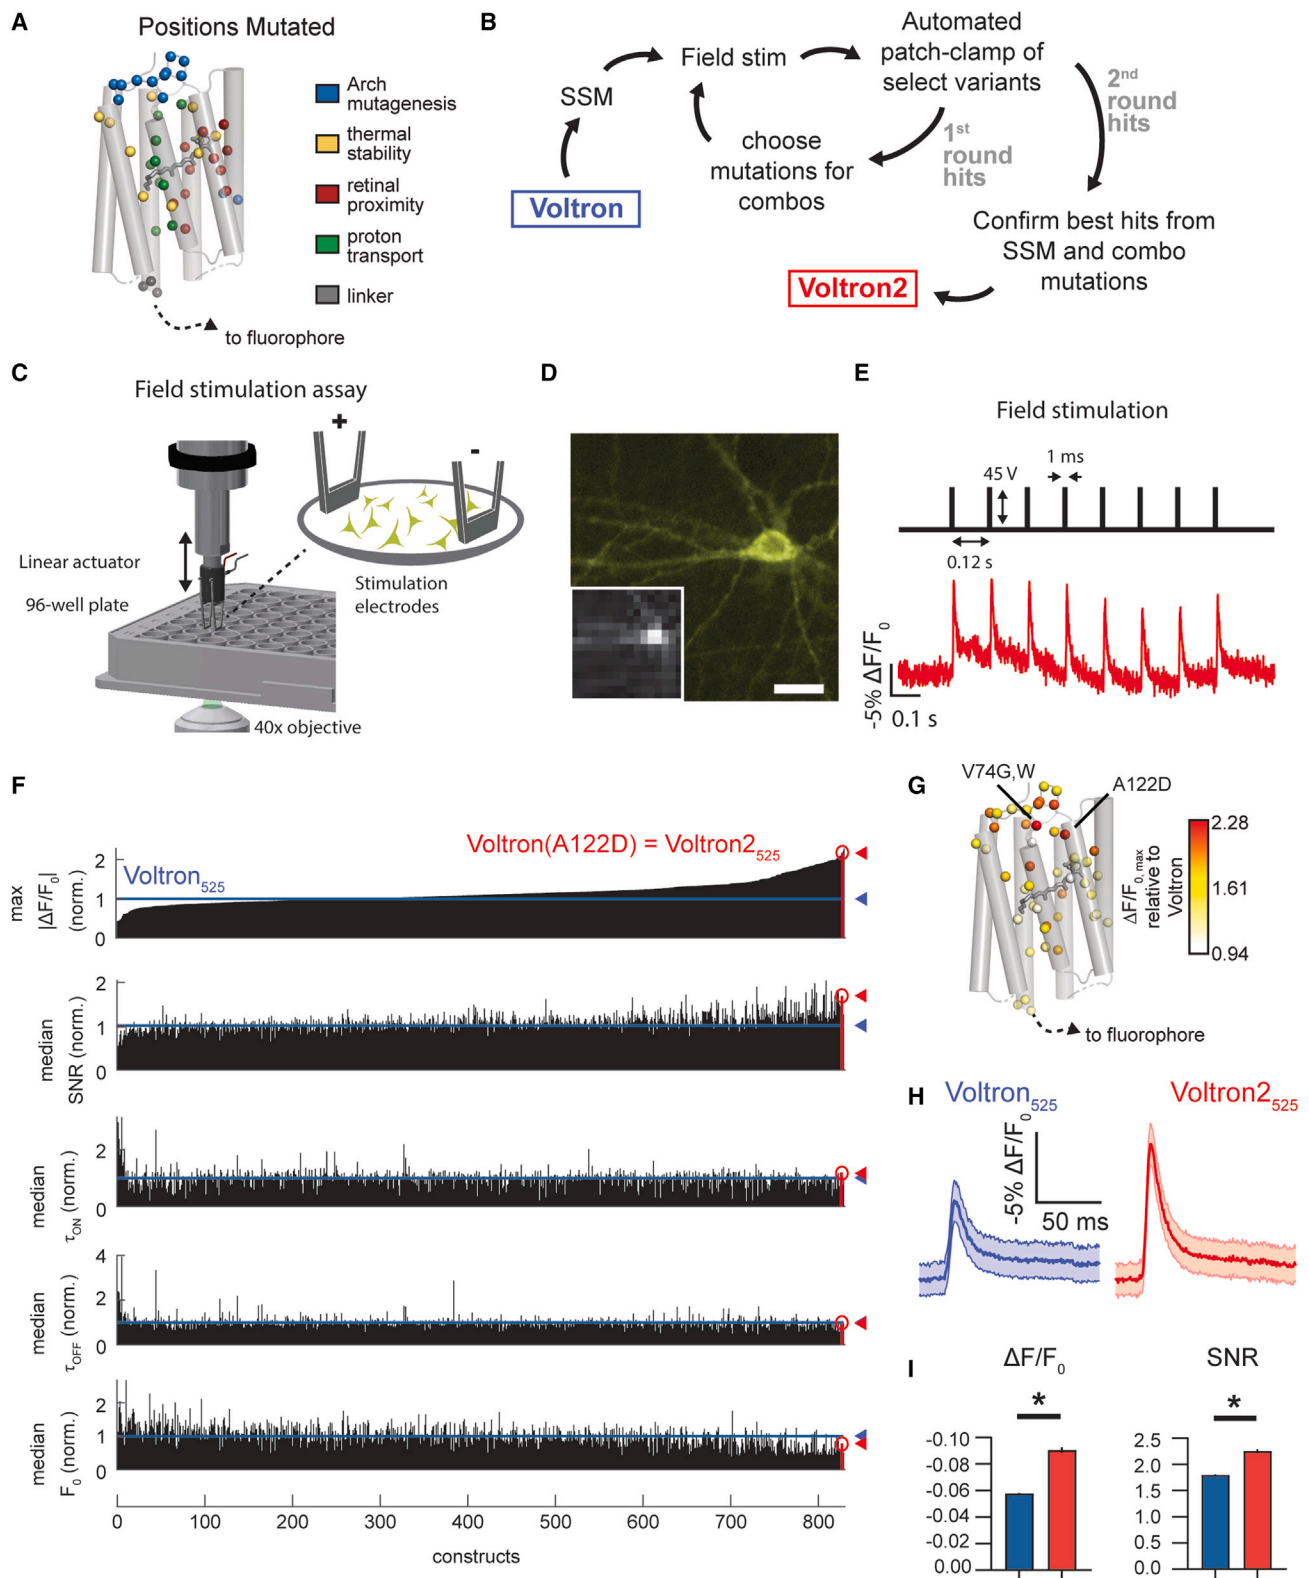 A
Positions Mutated
Arch
mutagenesis
thermal
stability
retinal
proximity
proton
transport
linker
to fluorophore
B
Voltron
SSM
Field stim
Automated
patch-clamp of
select variants
1st
round
hits
choose
mutations for
combos
2nd
round
hits
Confirm best hits from
SSM and combo
mutations
Voltron2
C
Field stimulation assay
+
-
Linear actuator
96-well plate
Stimulation
electrodes
40x objective
D
E
Field stimulation
45 V
1 ms
0.12 s
-5% ΔF/F0
0.1 s
F
Voltron525
Voltron(A122D) = Voltron2525
max
|ΔF/F0|
(norm.)
2
1
0
median
SNR (norm.)
2
1
0
median
τON (norm.)
2
0
median
τOFF (norm.)
4
2
0
median
F0 (norm.)
2
1
0
0 100 200 300 400 500 600 700 800
constructs
G
V74G,W
A122D
ΔF/F0, max
relative to
Voltron
2.28
1.61
0.94
to fluorophore
H
Voltron525
Voltron2525
-5% ΔF/F0
50 ms
I
ΔF/F0
*
-0.10
-0.08
-0.06
-0.04
-0.02
0.00
SNR
*
2.5
2.0
1.5
1.0
0.5
0.0